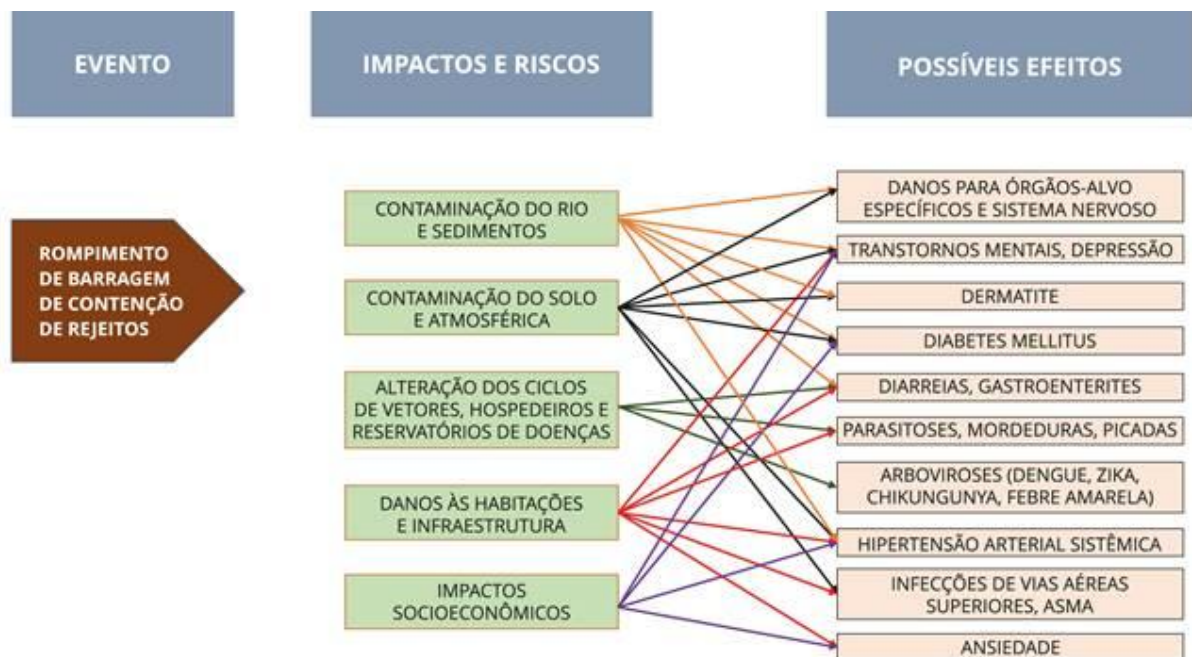 EVENTO
IMPACTOS E RISCOS
POSSÍVEIS EFEITOS
ROMPIMENTO
DE BARRAGEM
DE CONTENÇÃO
DE REJEITOS
CONTAMINAÇÃO DO RIO
E SEDIMENTOS
CONTAMINAÇÃO DO SOLO
E ATMOSFÉRICA
ALTERAÇÃO DOS CICLOS
DE VETORES, HOSPEDEIROS E
RESERVATÓRIOS DE DOENÇAS
DANOS ÀS HABITAÇÕES
E INFRAESTRUTURA
IMPACTOS
SOCIOECONÔMICOS
DANOS PARA ÓRGÃOS-ALVO
ESPECÍFICOS E SISTEMA NERVOSO
TRANSTORNOS MENTAIS, DEPRESSÃO
DERMATITE
DIABETES MELLITUS
DIARREIAS, GASTROENTERITES
PARASITOSES, MORDEDURAS, PICADAS
ARBOVIROSES (DENGUE, ZIKA,
CHIKUNGUNYA, FEBRE AMARELA)
HIPERTENSÃO ARTERIAL SISTÊMICA
INFECÇÕES DE VIAS AÉREAS
SUPERIORES, ASMA
ANSIEDADE